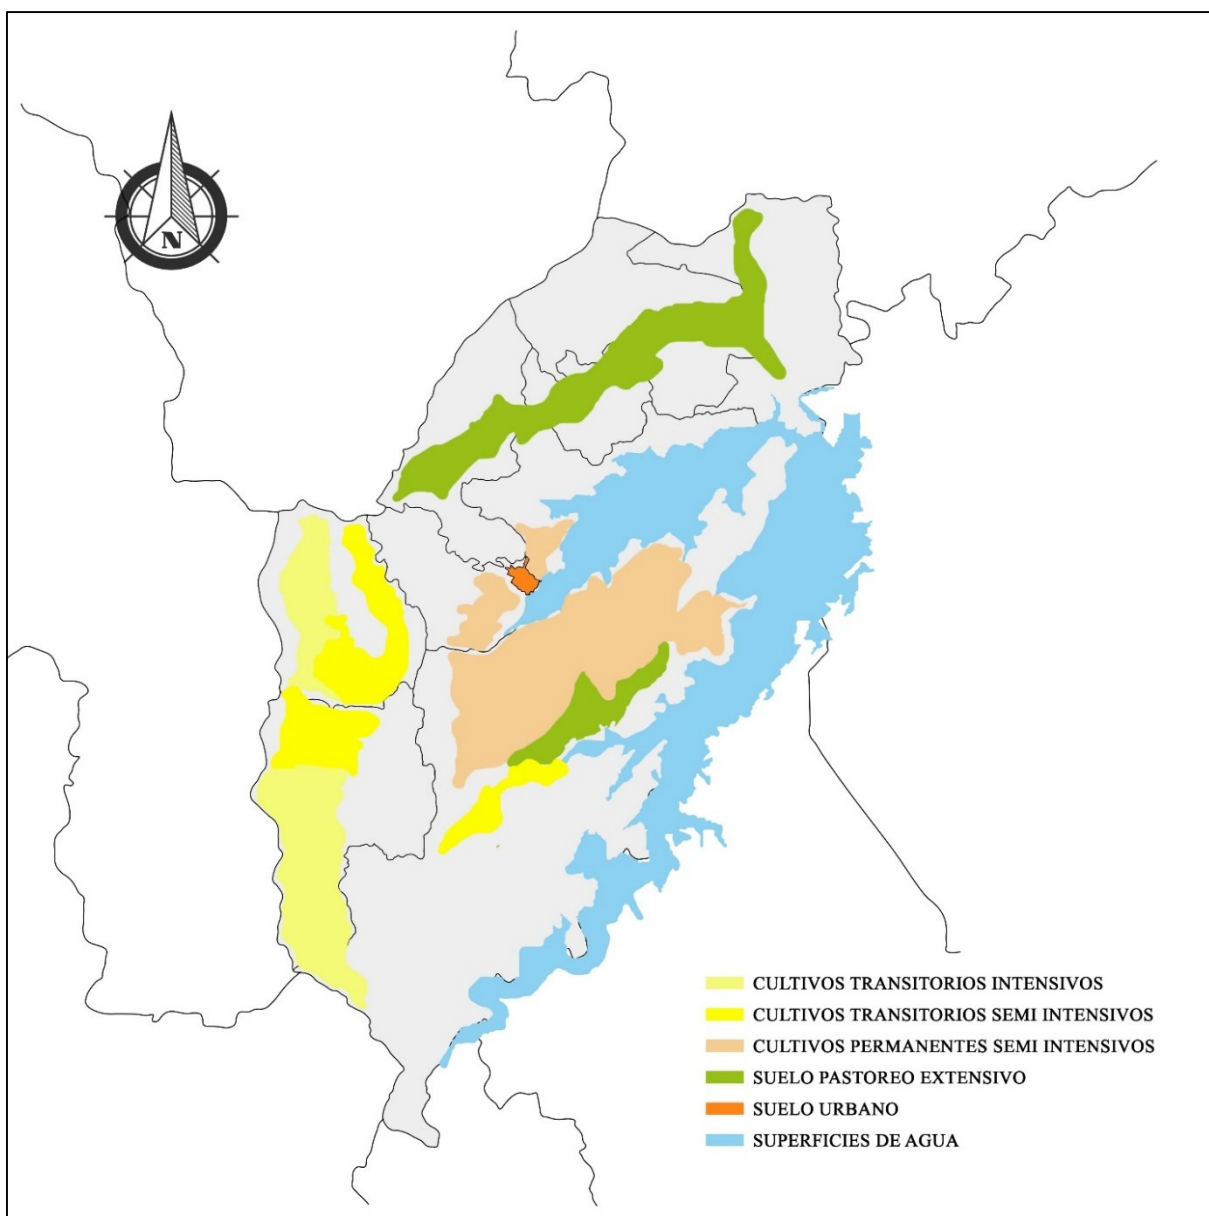 N
CULTIVOS TRANSITORIOS INTENSIVOS
CULTIVOS TRANSITORIOS SEMI INTENSIVOS
CULTIVOS PERMANENTES SEMI INTENSIVOS
SUELO PASTOREO EXTENSIVO
SUELO URBANO
SUPERFICIES DE AGUA